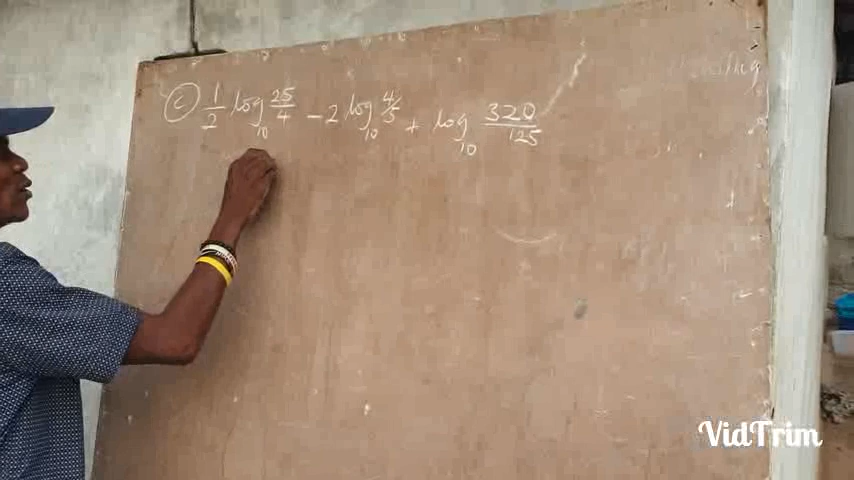 (c) 1/2 log₁₀ 25/4 - 2 log₁₀ 4/5 + log₁₀ 320/125
VidTrim